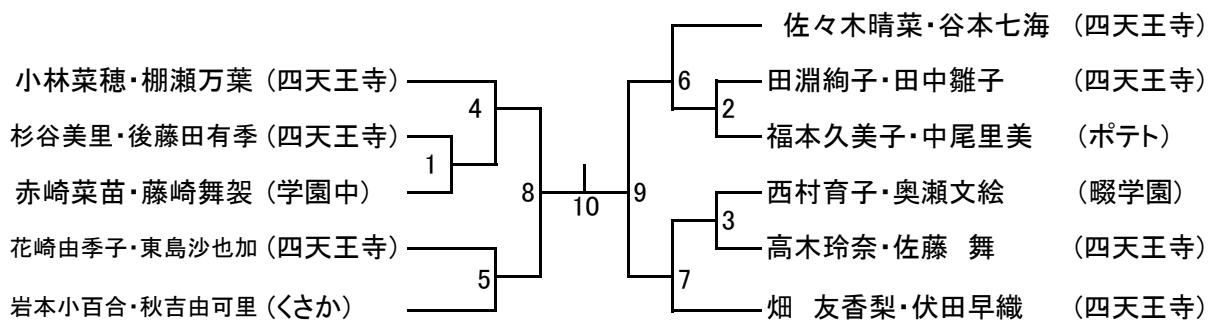 佐々木晴菜・谷本七海 (四天王寺)
小林菜穂・棚瀬万葉 (四天王寺)
4
6
田淵絢子・田中雛子 (四天王寺)
2
杉谷美里・後藤田有季 (四天王寺)
1
福本久美子・中尾里美 (ポテト)
赤崎菜苗・藤崎舞袈 (学園中)
8
10
9
西村育子・奥瀬文絵 (畷学園)
3
花崎由季子・東島沙也加 (四天王寺)
5
高木玲奈・佐藤 舞 (四天王寺)
7
岩本小百合・秋吉由可里 (くさか)
畑 友香梨・伏田早織 (四天王寺)